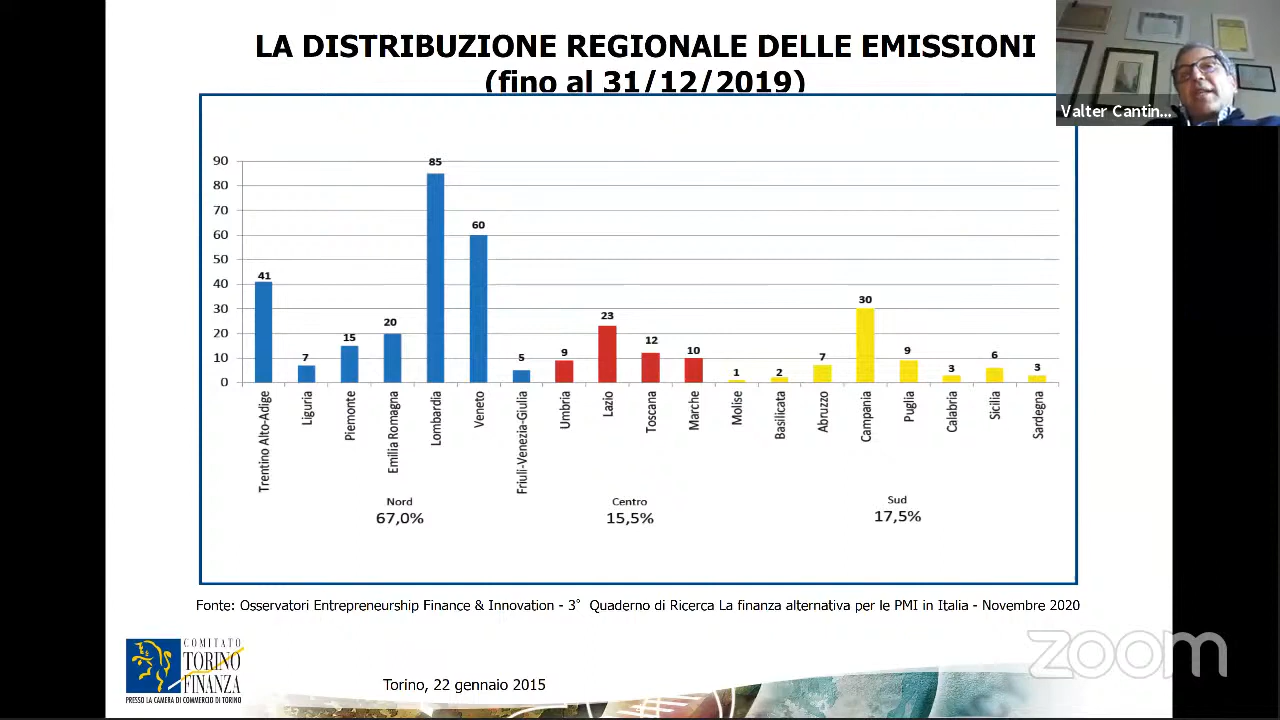 LA DISTRIBUZIONE REGIONALE DELLE EMISSIONI
(fino al 31/12/2019)
Valter Cantin...
90
80
70
60
50
40
30
20
10
0
41
7
15
20
85
60
5
9
23
12
10
1
2
7
30
9
3
6
3
Trentino Alto-Adige
Liguria
Piemonte
Emilia Romagna
Lombardia
Veneto
Friuli-Venezia-Giulia
Umbria
Lazio
Toscana
Marche
Molise
Basilicata
Abruzzo
Campania
Puglia
Calabria
Sicilia
Sardegna
Nord
67,0%
Centro
15,5%
Sud
17,5%
Fonte: Osservatori Entrepreneurship Finance & Innovation - 3° Quaderno di Ricerca La finanza alternativa per le PMI in Italia - Novembre 2020
COMITATO
TORINO
FINANZA
PRESSO LA CAMERA DI COMMERCIO DI TORINO
Torino, 22 gennaio 2015
zoom